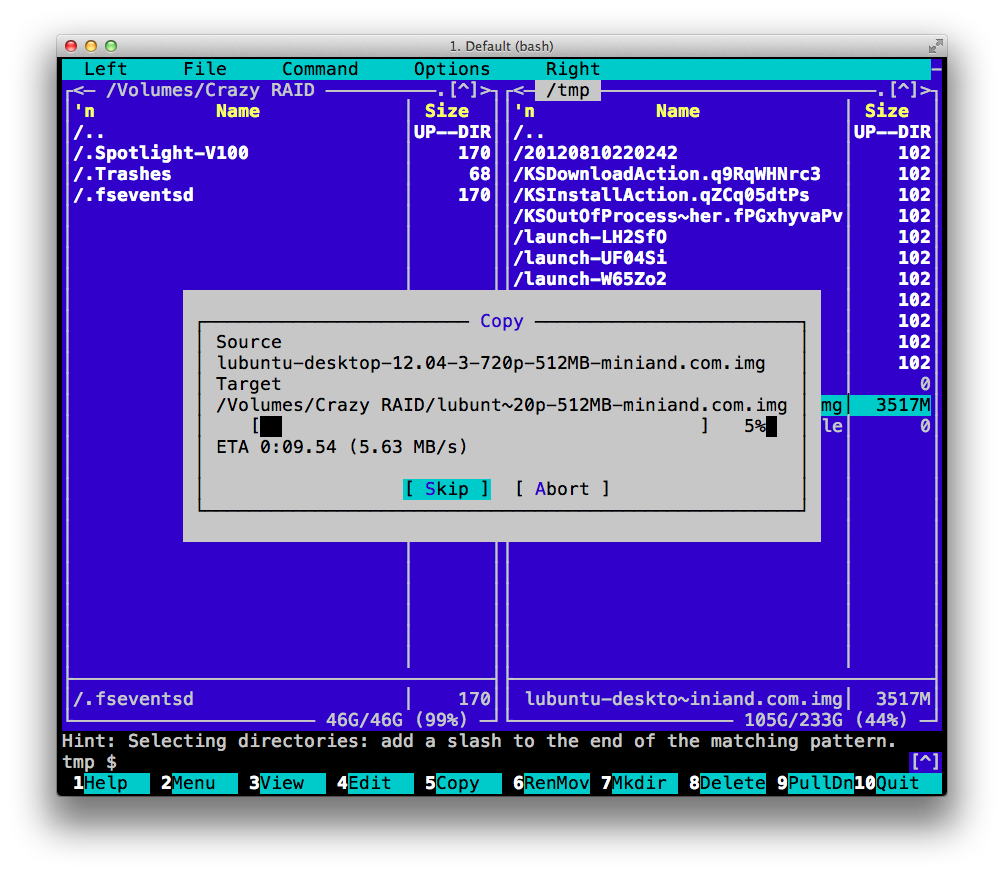 1. Default (bash)
Left File Command Options Right
<— /Volumes/Crazy RAID .[^]> <— /tmp .[^]>
'n Name Size 'n Name Size
/.. UP--DIR /.. UP--DIR
/.Spotlight-V100 170 /20120810220242 102
/.Trashes 68 /KSDownloadAction.q9RqWHNrc3 102
/.fseventsd 170 /KSInstallAction.qZCq05dtPs 102
/KSOutOfProcess~her.fPGxhyvaPv 102
/launch-LH2SfO 102
/launch-UF04Si 102
/launch-W65Zo2 102
102
Copy 102
Source 102
lubuntu-desktop-12.04-3-720p-512MB-miniand.com.img 102
Target 0
/Volumes/Crazy RAID/lubunt~20p-512MB-miniand.com.img mg 3517M
[ ] 5% le 0
ETA 0:09.54 (5.63 MB/s)
[ Skip ] [ Abort ]
/.fseventsd 170 lubuntu-deskto~iniand.com.img 3517M
46G/46G (99%) 105G/233G (44%)
Hint: Selecting directories: add a slash to the end of the matching pattern.
tmp $ [^]
1Help 2Menu 3View 4Edit 5Copy 6RenMov 7Mkdir 8Delete 9PullDn 10Quit